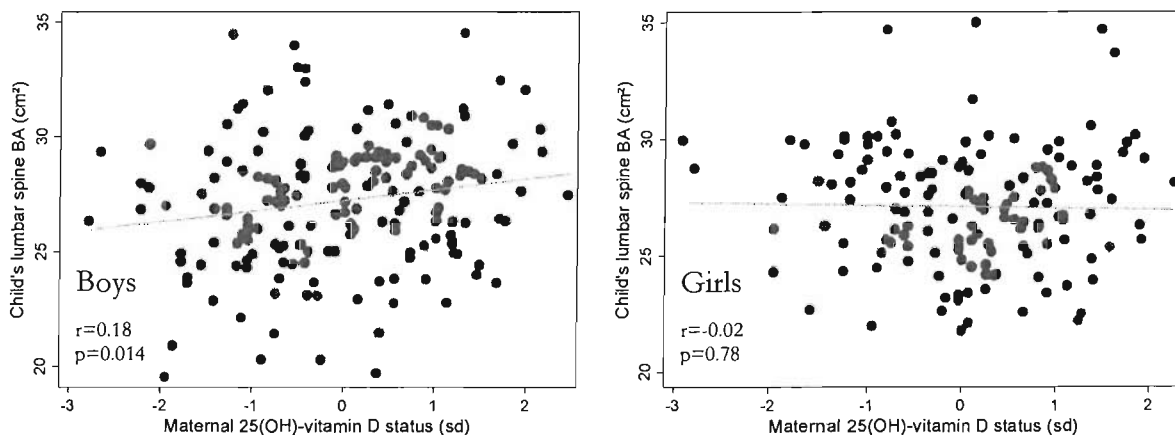 Child's lumbar spine BA (cm²)
35
30
25
20
Boys
r=0.18
p=0.014
-3 -2 -1 0 1 2
Maternal 25(OH)-vitamin D status (sd)
Child's lumbar spine BA (cm²)
35
30
25
20
Girls
r=-0.02
p=0.78
-3 -2 -1 0 1 2
Maternal 25(OH)-vitamin D status (sd)